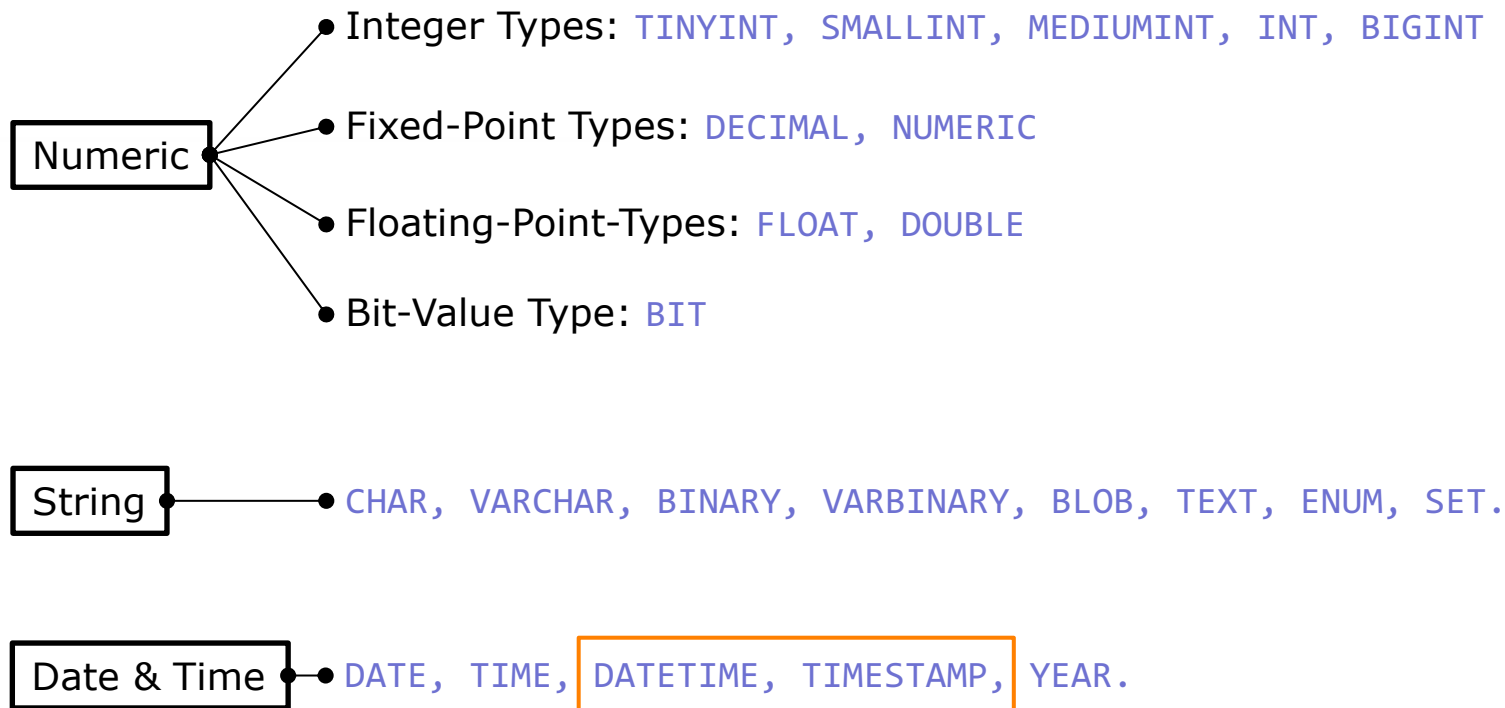 Integer Types: TINYINT, SMALLINT, MEDIUMINT, INT, BIGINT
Numeric
Fixed-Point Types: DECIMAL, NUMERIC
Floating-Point-Types: FLOAT, DOUBLE
Bit-Value Type: BIT
String
CHAR, VARCHAR, BINARY, VARBINARY, BLOB, TEXT, ENUM, SET.
Date & Time
DATE, TIME, DATETIME, TIMESTAMP, YEAR.